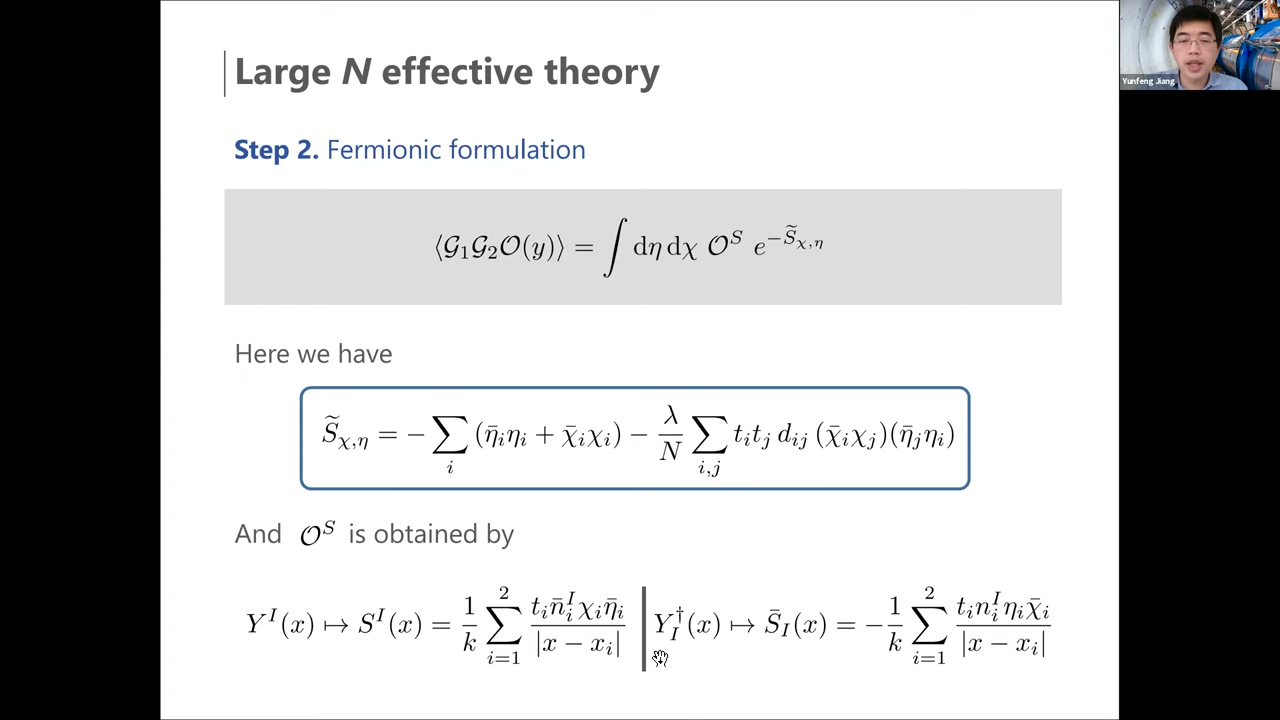 Large N effective theory
Yunfeng Jiang
Step 2. Fermionic formulation
⟨𝒢₁𝒢₂𝒪(y)⟩ = ∫ dη dχ 𝒪^S e^{−S̃_{χ,η}}
Here we have
S̃_{χ,η} = − ∑_i (η̄_i η_i + χ̄_i χ_i) − λ/N ∑_{i,j} t_i t_j d_{ij} (χ̄_i χ_j)(η̄_j η_i)
And 𝒪^S is obtained by
Y^I(x) ↦ S^I(x) = 1/k ∑_{i=1}^{2} t_i n̄_i^I χ_i η̄_i / |x − x_i| | Y_I^†(x) ↦ S̄_I(x) = − 1/k ∑_{i=1}^{2} t_i n_i^I η_i χ̄_i / |x − x_i|